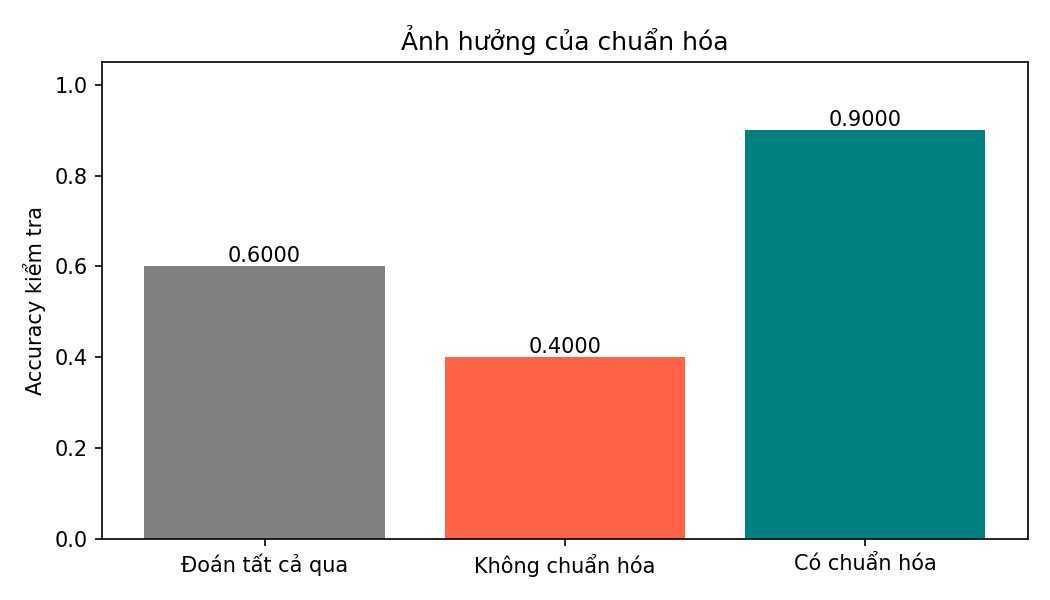 Ảnh hưởng của chuẩn hóa
Accuracy kiểm tra
1.0
0.8
0.6
0.4
0.2
0.0
0.6000
0.4000
0.9000
Đoán tất cả qua
Không chuẩn hóa
Có chuẩn hóa